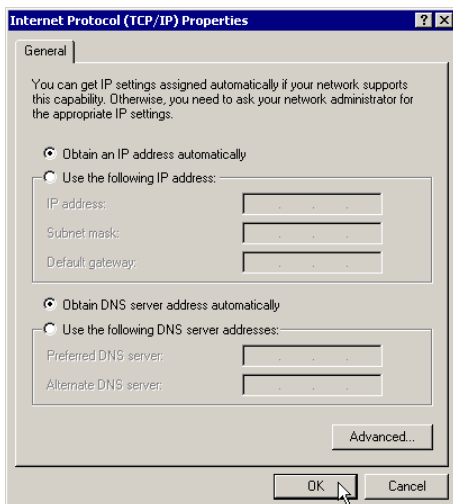 Internet Protocol (TCP/IP) Properties
General
You can get IP settings assigned automatically if your network supports
this capability. Otherwise, you need to ask your network administrator for
the appropriate IP settings.
Obtain an IP address automatically
Use the following IP address:
IP address:
Subnet mask:
Default gateway:
Obtain DNS server address automatically
Use the following DNS server addresses:
Preferred DNS server:
Alternate DNS server:
Advanced...
OK
Cancel